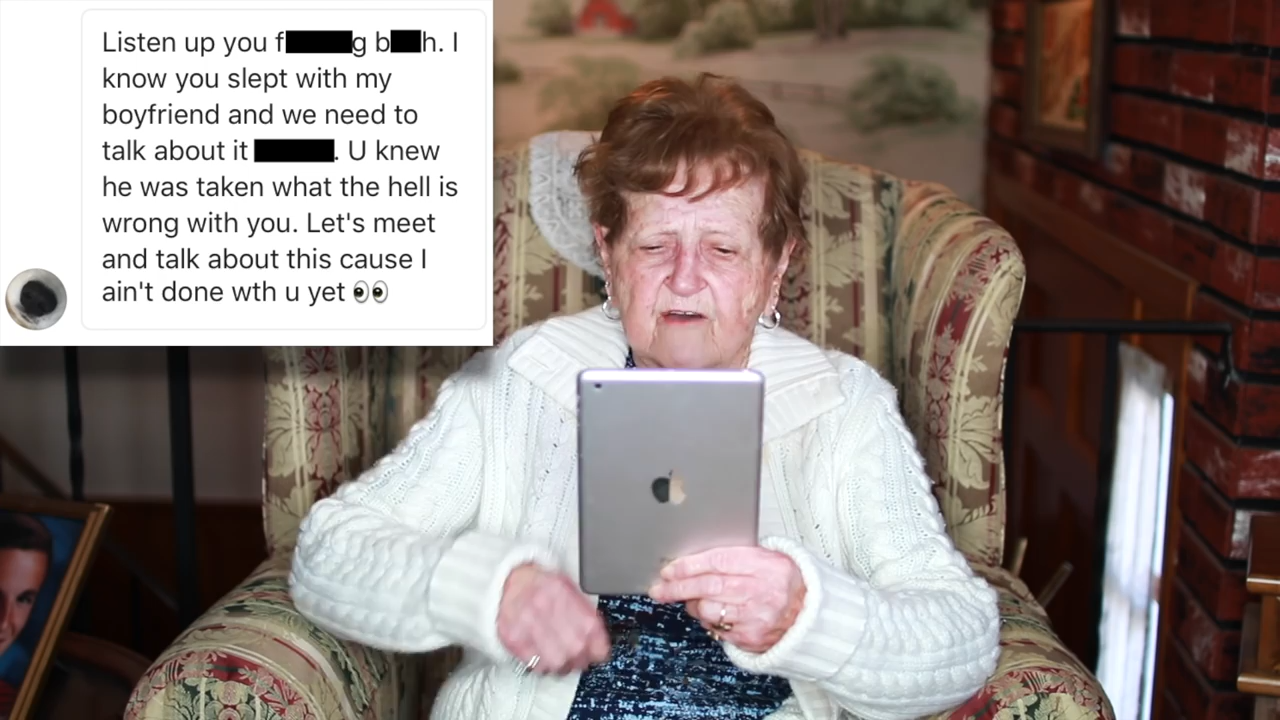 Listen up you f g b h. I
know you slept with my
boyfriend and we need to
talk about it . U knew
he was taken what the hell is
wrong with you. Let's meet
and talk about this cause I
ain't done wth u yet 👀